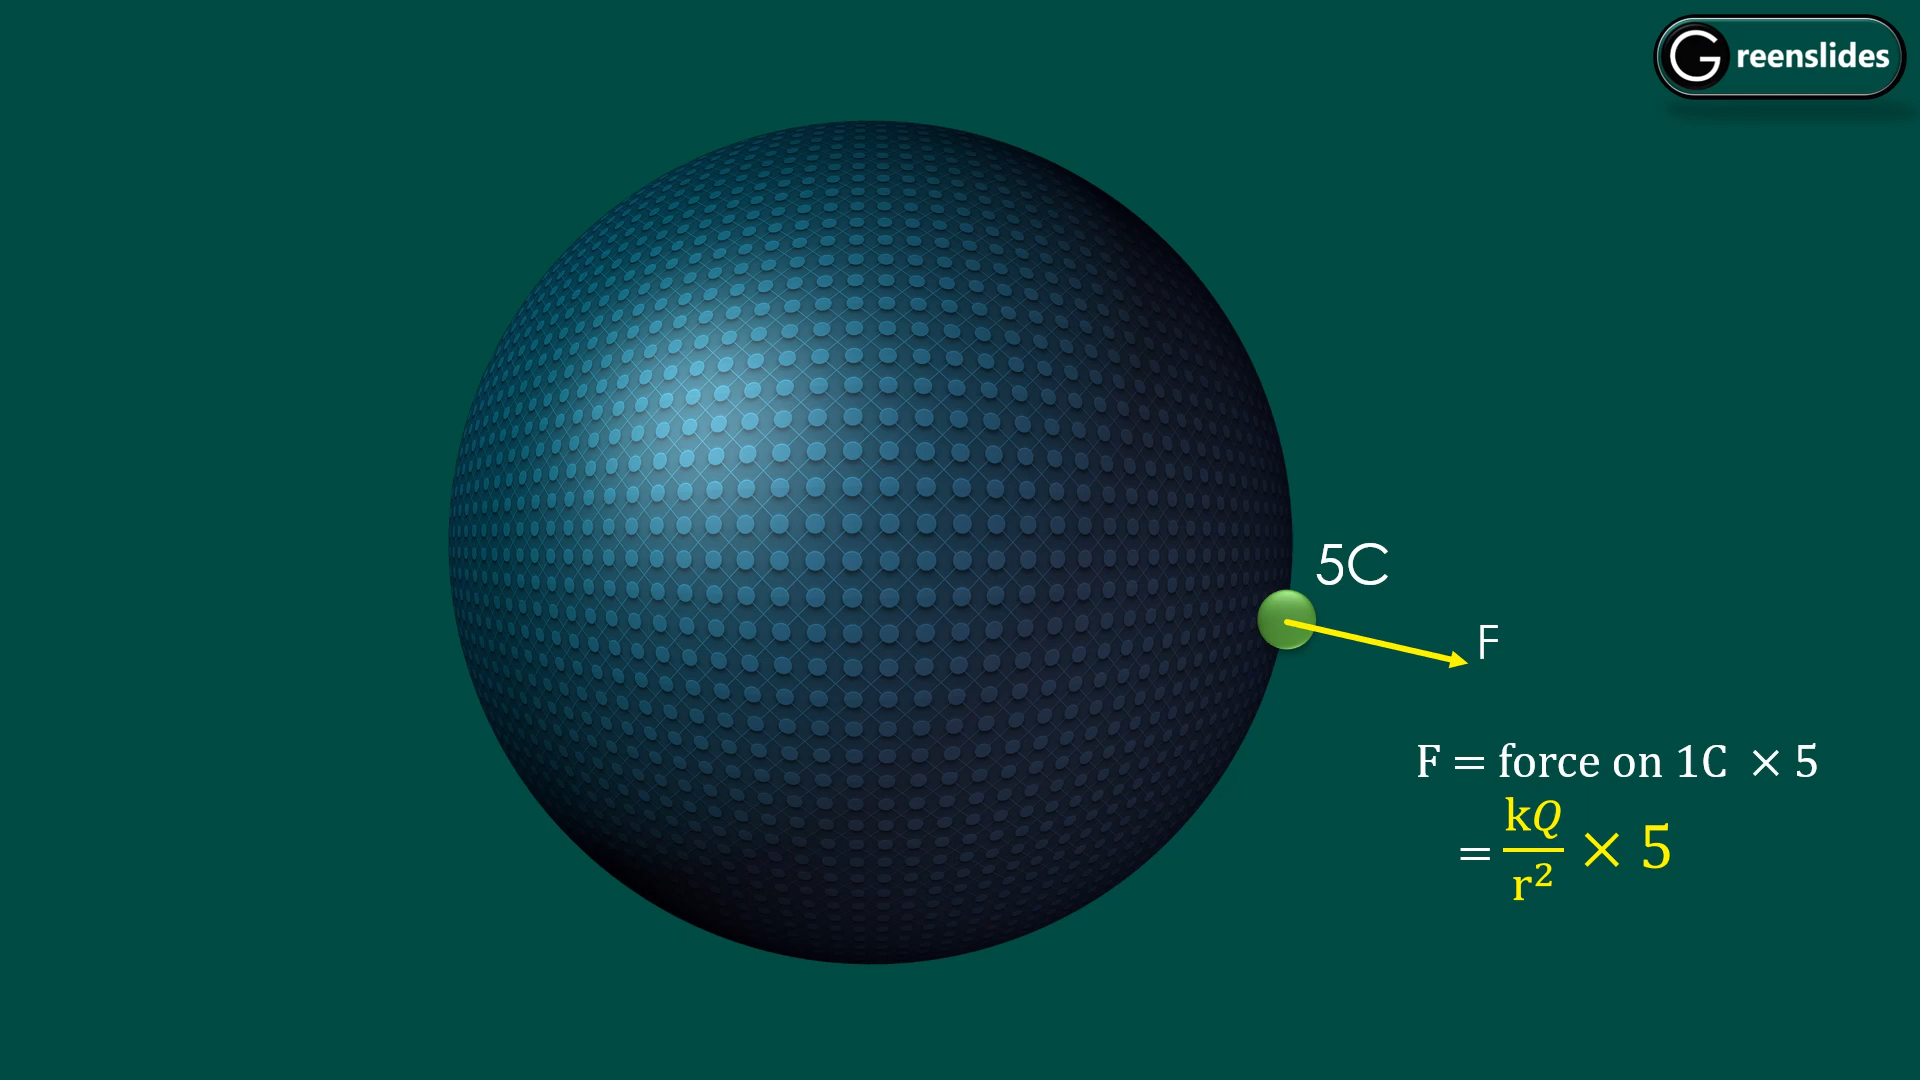 Greenslides
5C
F
F = force on 1C × 5
= kQ/r² × 5